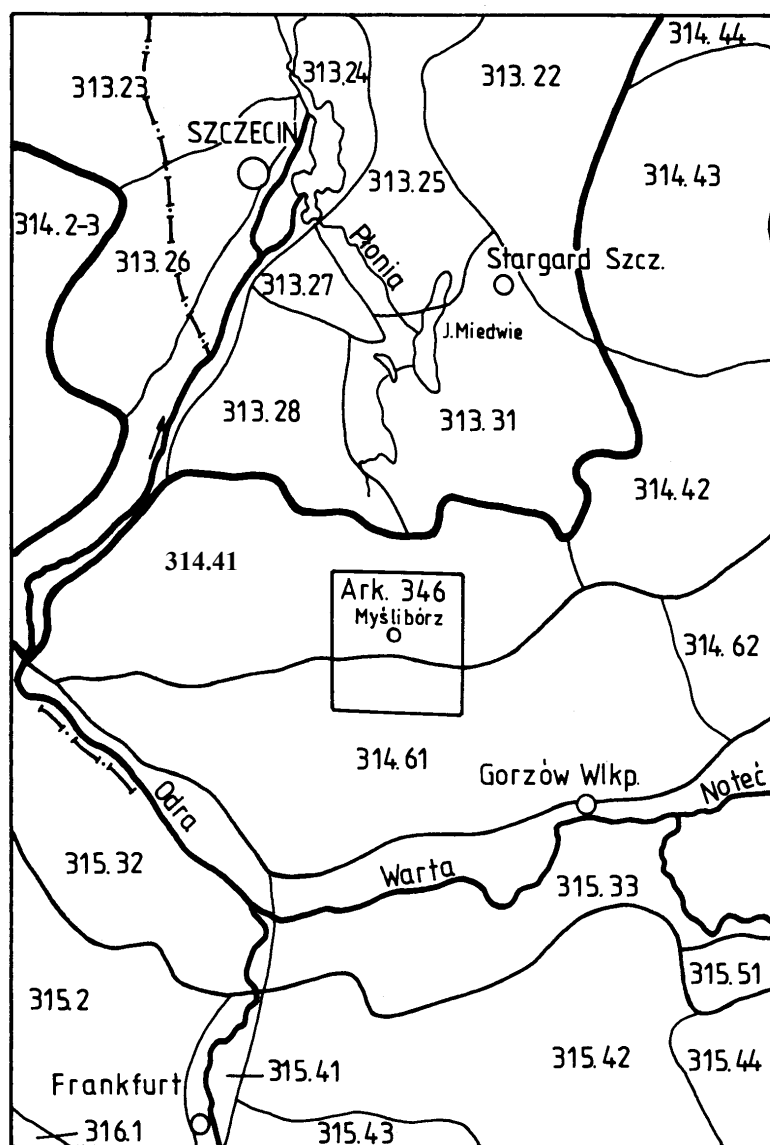 314.44
313.23
313.24
313.22
SZCZECIN
314.43
313.25
314.2-3
Płonia
313.26
Stargard Szcz.
313.27
J.Miedwie
313.28
313.31
314.42
314.41
Ark. 346
Myślibórz
314.62
314.61
Gorzów Wlkp.
Noteć
Odra
315.32
Warta
315.33
315.51
315.2
315.41
315.42
315.44
Frankfurt
316.1
315.43